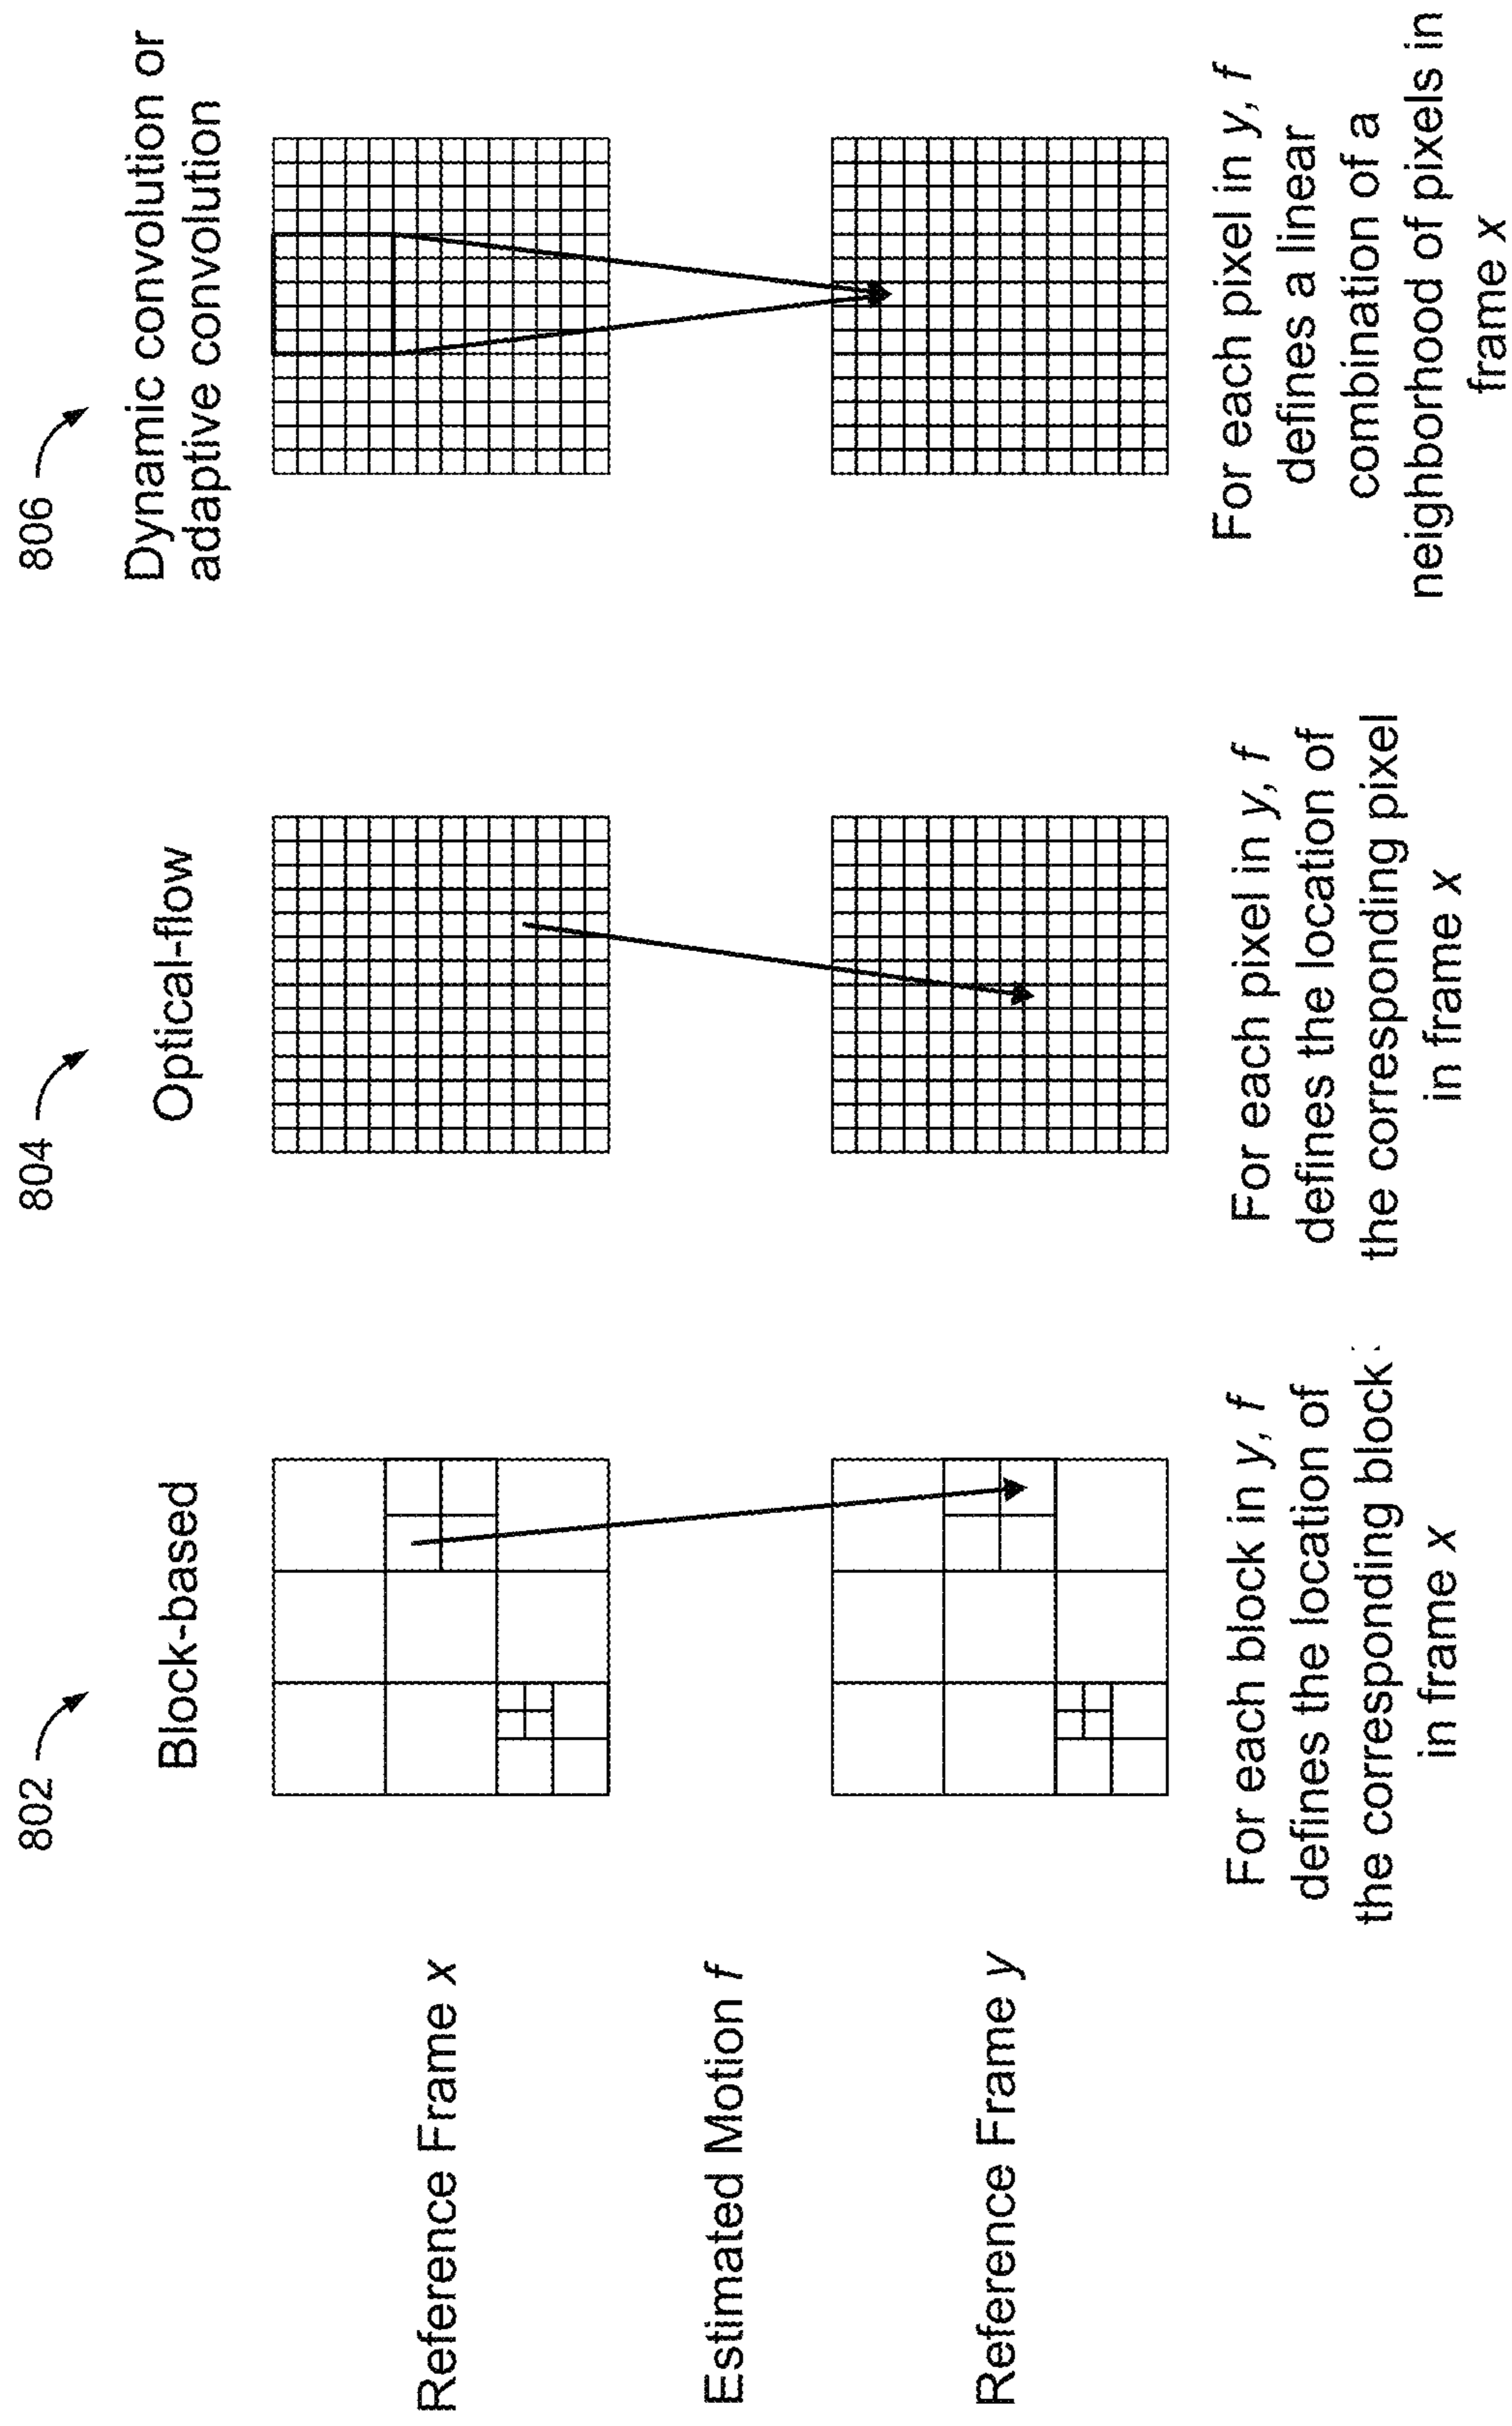 802
Block-based
804
Optical-flow
806
Dynamic convolution or
adaptive convolution
Reference Frame x
Estimated Motion f
Reference Frame y
For each block in y, f
defines the location of
the corresponding block
in frame x
For each pixel in y, f
defines the location of
the corresponding pixel
in frame x
For each pixel in y, f
defines a linear
combination of a
neighborhood of pixels in
frame x